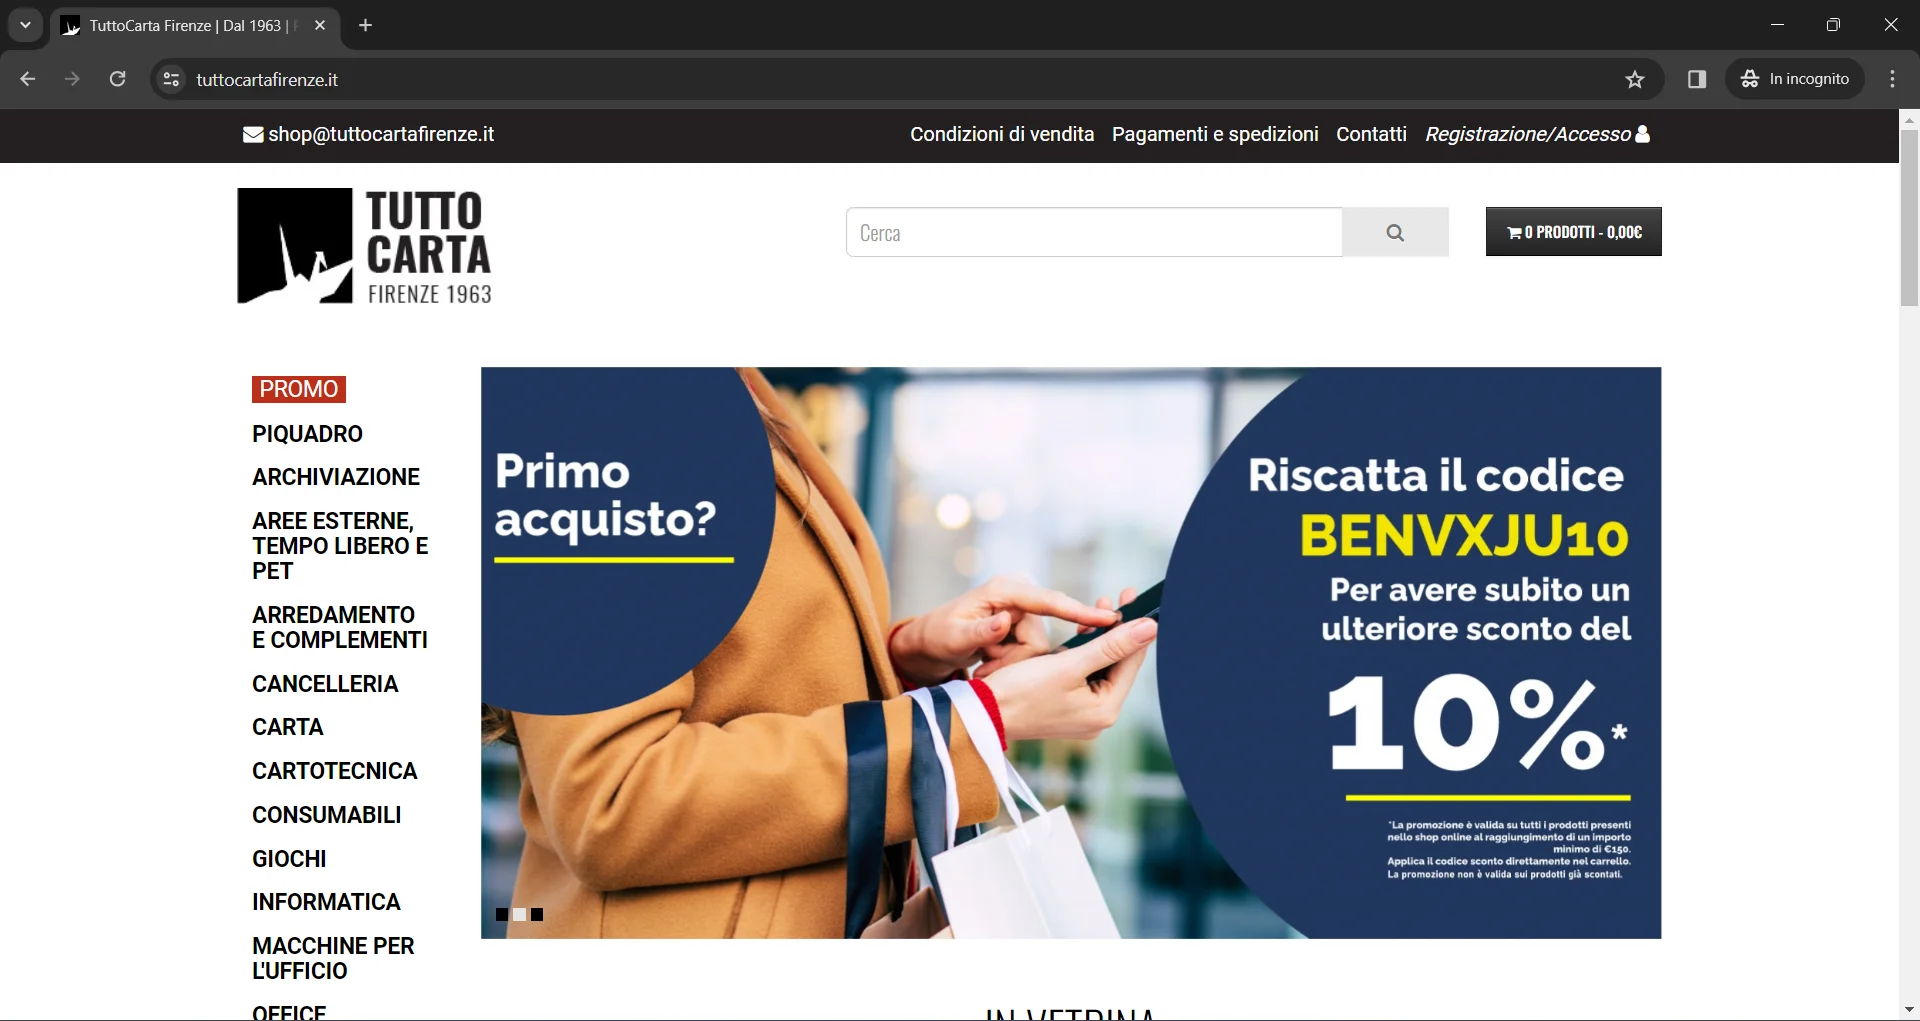 TuttoCarta Firenze | Dal 1963 |
tuttocartafirenze.it
In incognito
shop@tuttocartafirenze.it
Condizioni di vendita Pagamenti e spedizioni Contatti Registrazione/Accesso
TUTTO
CARTA
FIRENZE 1963
Cerca
0 PRODOTTI - 0,00€
PROMO
PIQUADRO
ARCHIVIAZIONE
AREE ESTERNE,
TEMPO LIBERO E
PET
ARREDAMENTO
E COMPLEMENTI
CANCELLERIA
CARTA
CARTOTECNICA
CONSUMABILI
GIOCHI
INFORMATICA
MACCHINE PER
L'UFFICIO
OFFICE
Primo
acquisto?
Riscatta il codice
BENVXJU10
Per avere subito un
ulteriore sconto del
10%*
*La promozione è valida su tutti i prodotti presenti
nello shop online al raggiungimento di un importo
minimo di €150.
Applica il codice sconto direttamente nel carrello.
La promozione non è valida sui prodotti già scontati.
IN VETRINA